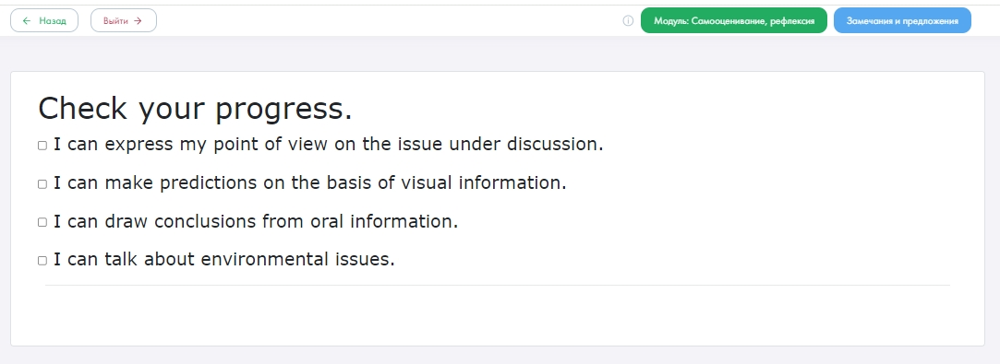 Назад
Выйти
Модуль: Самооценивание, рефлексия
Замечания и предложения
Check your progress.
I can express my point of view on the issue under discussion.
I can make predictions on the basis of visual information.
I can draw conclusions from oral information.
I can talk about environmental issues.